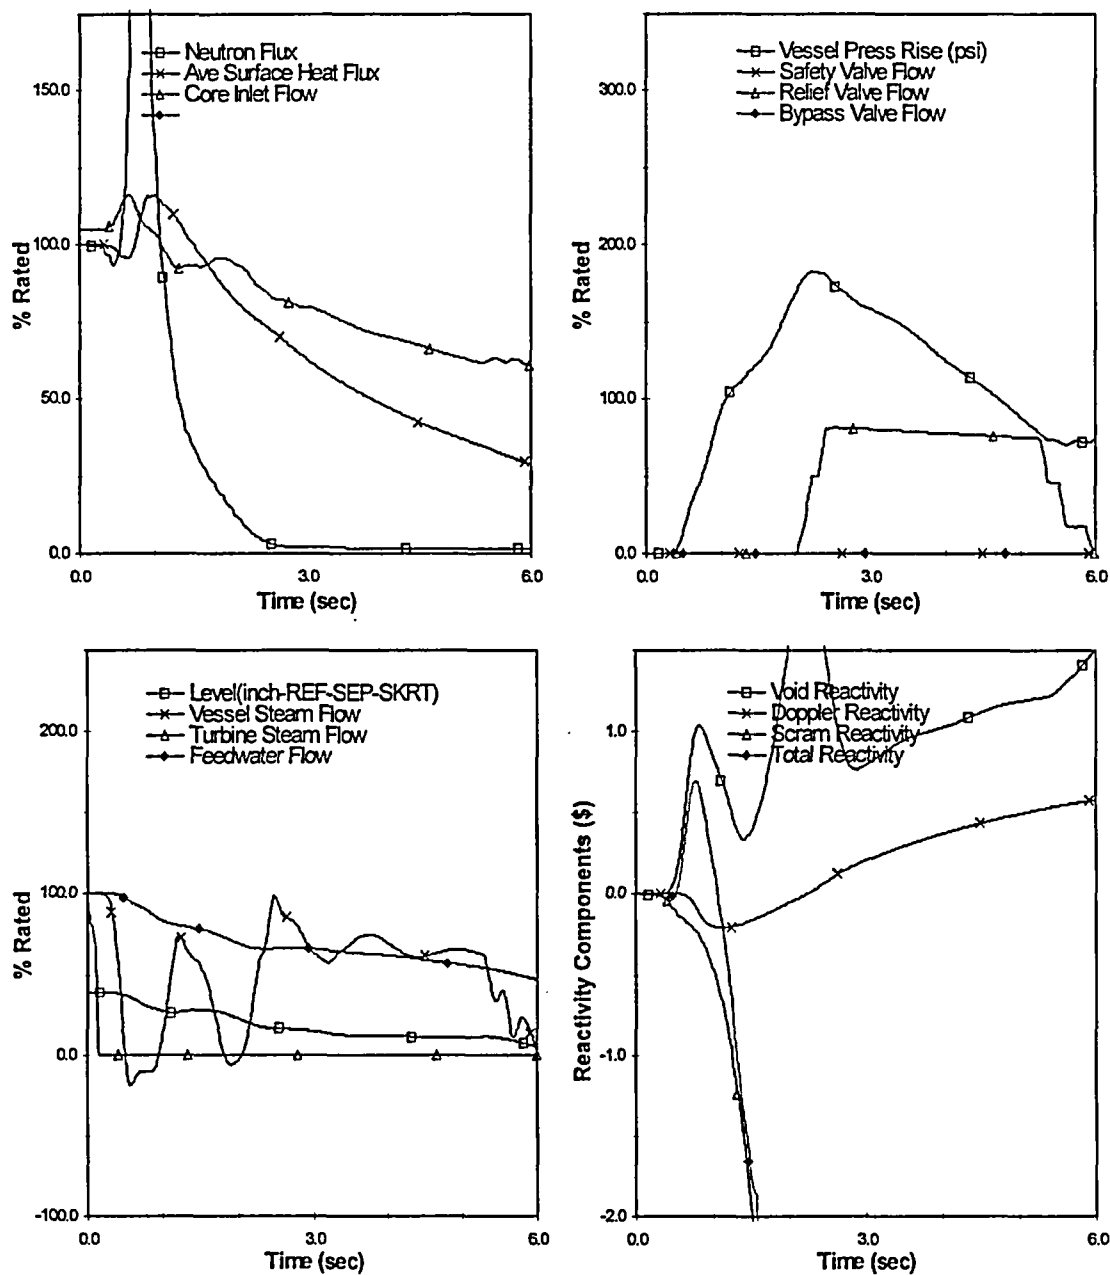 Neutron Flux
Ave Surface Heat Flux
Core Inlet Flow
150.0
100.0
50.0
0.0
% Rated
0.0
3.0
6.0
Time (sec)
Vessel Press Rise (psi)
Safety Valve Flow
Relief Valve Flow
Bypass Valve Flow
300.0
200.0
100.0
0.0
% Rated
0.0
3.0
6.0
Time (sec)
Level(inch-REF-SEP-SKRT)
Vessel Steam Flow
Turbine Steam Flow
Feedwater Flow
200.0
100.0
0.0
-100.0
% Rated
0.0
3.0
6.0
Time (sec)
Void Reactivity
Doppler Reactivity
Scram Reactivity
Total Reactivity
1.0
0.0
-1.0
-2.0
Reactivity Components ($)
0.0
3.0
6.0
Time (sec)